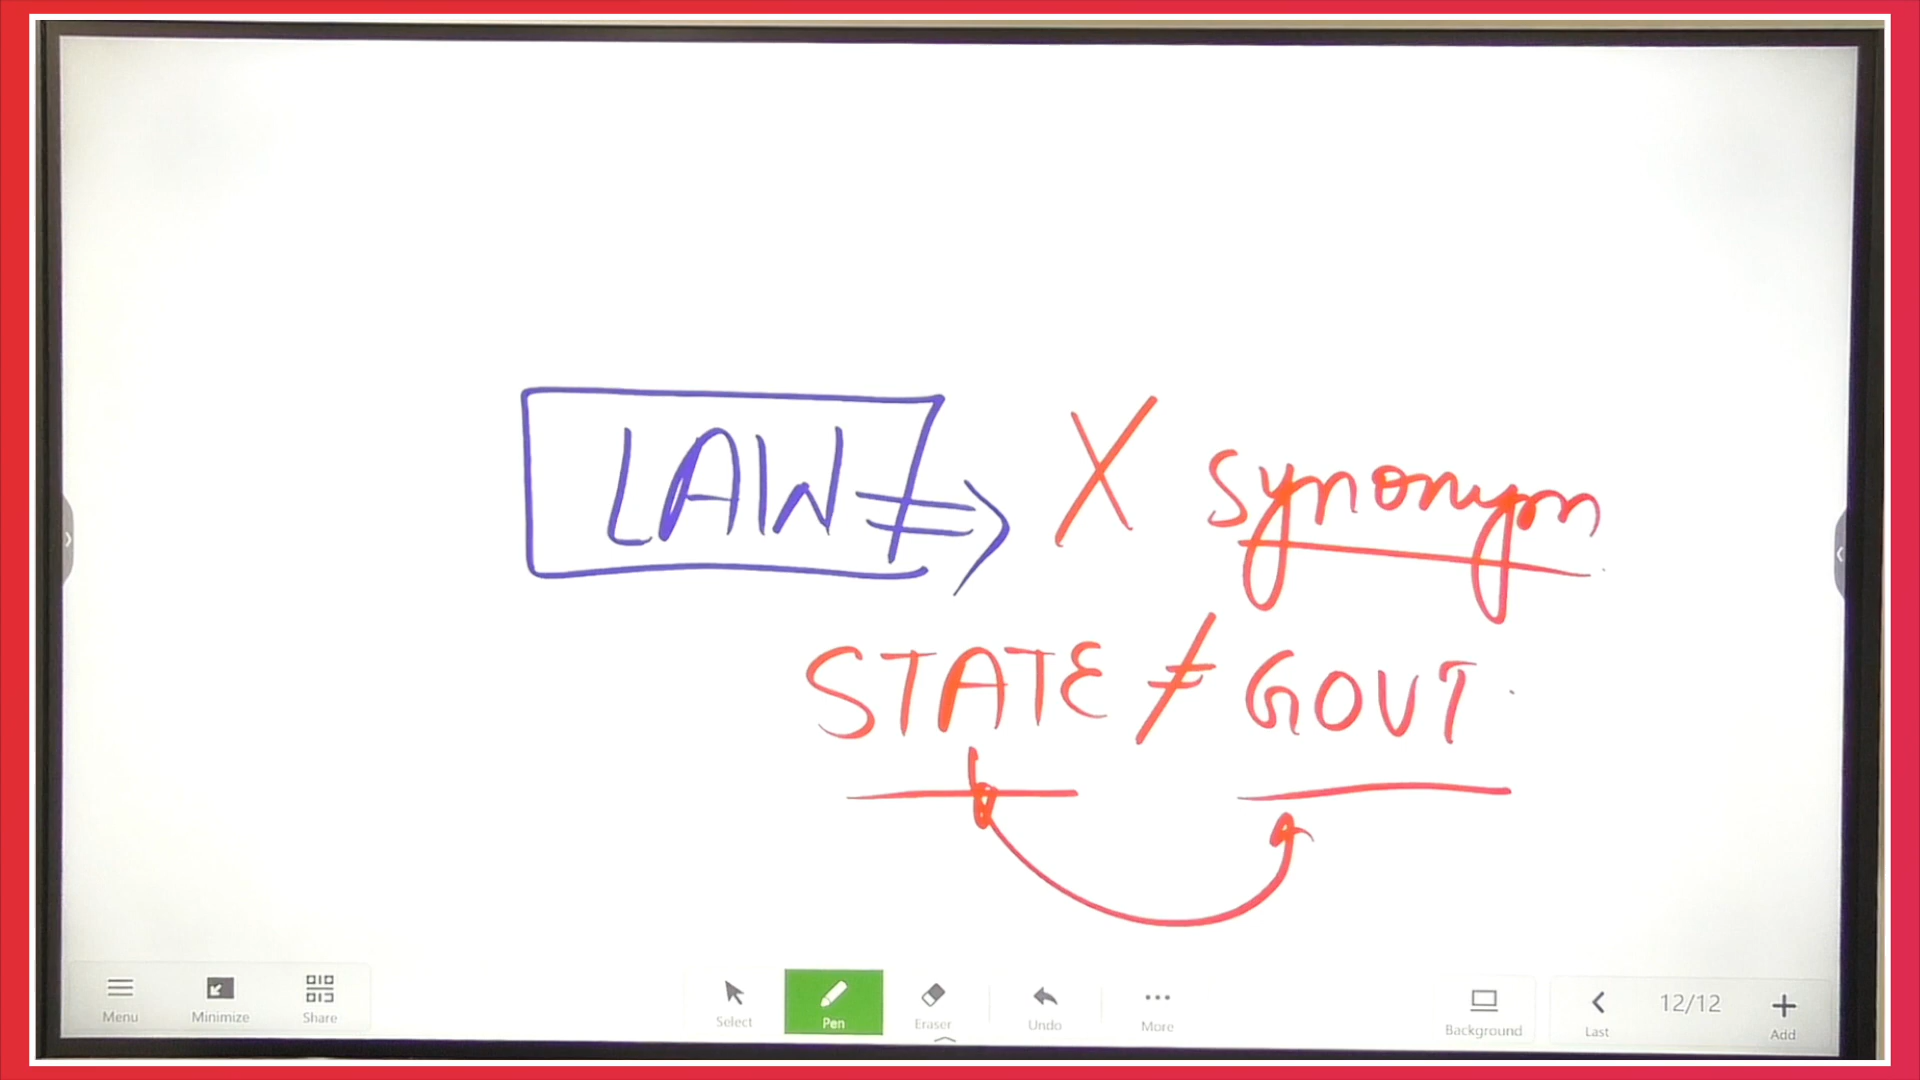 LAW ≠> X synonym
STATE ≠ GOVT.
Menu Minimize Share Select Pen Eraser Undo More Background Last 12/12 Add